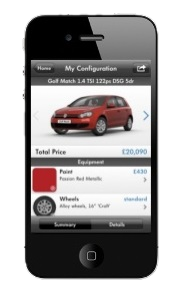 Home My Configuration
Golf Match 1.4 TSI 122ps DSG 5dr
Total Price £20,090
Equipment
Paint £450
Passion Red Metallic
Wheels standard
Alloy wheels, 16" 'Croft'
Summary Details